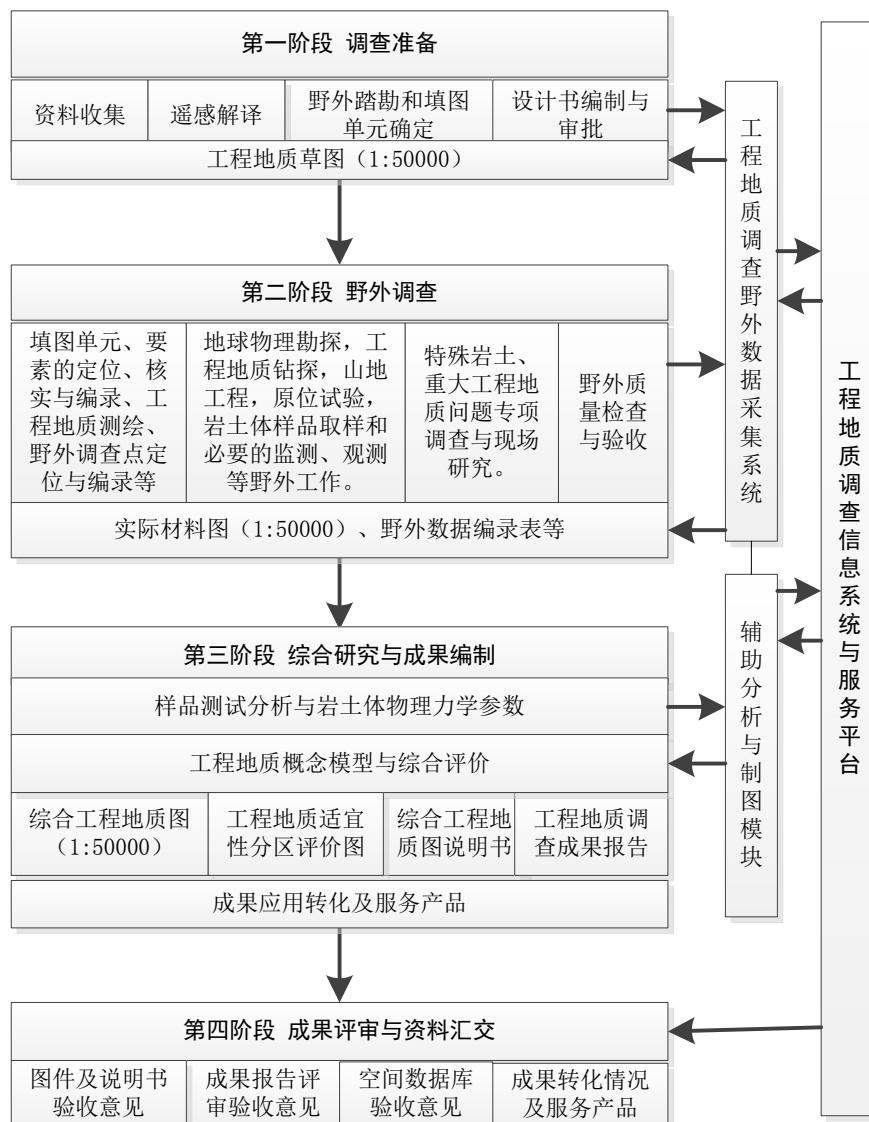 第一阶段 调查准备
资料收集
遥感解译
野外踏勘和填图
单元确定
设计书编制与
审批
工程地质草图（1:50000）
第二阶段 野外调查
填图单元、要
素的定位、核
实与编录、工
程地质测绘、
野外调查点定
位与编录等
地球物理勘探，工
程地质钻探，山地
工程，原位试验，
岩土体样品取样和
必要的监测、观测
等野外工作。
特殊岩土、
重大工程地
质问题专项
调查与现场
研究。
野外质
量检查
与验收
实际材料图（1:50000）、野外数据编录表等
第三阶段 综合研究与成果编制
样品测试分析与岩土体物理力学参数
工程地质概念模型与综合评价
综合工程地质图
（1:50000）
工程地质适宜
性分区评价图
综合工程地
质图说明书
工程地质调
查成果报告
成果应用转化及服务产品
第四阶段 成果评审与资料汇交
图件及说明书
验收意见
成果报告评
审验收意见
空间数据库
验收意见
成果转化情况
及服务产品
工程地质调查野外数据采集系统
辅助分析与制图模块
工程地质调查信息系统与服务平台